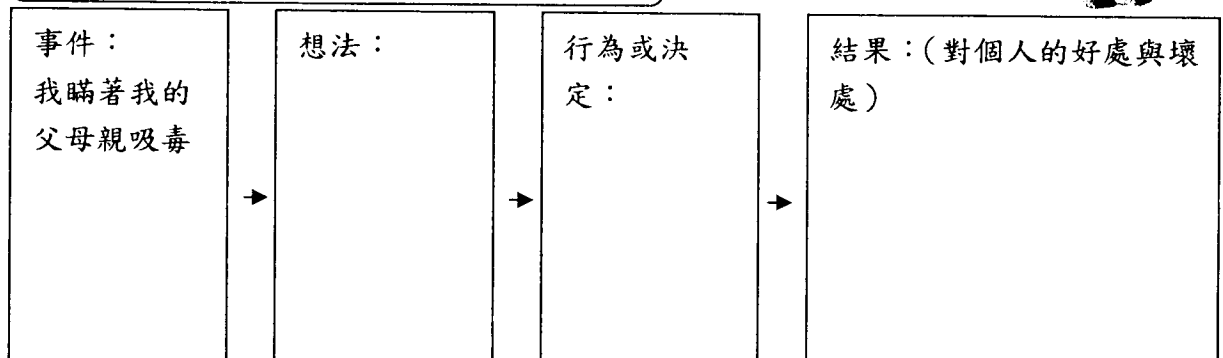 事件：
我瞞著我的
父母親吸毒
想法：
行為或決
定：
結果：(對個人的好處與壞
處)